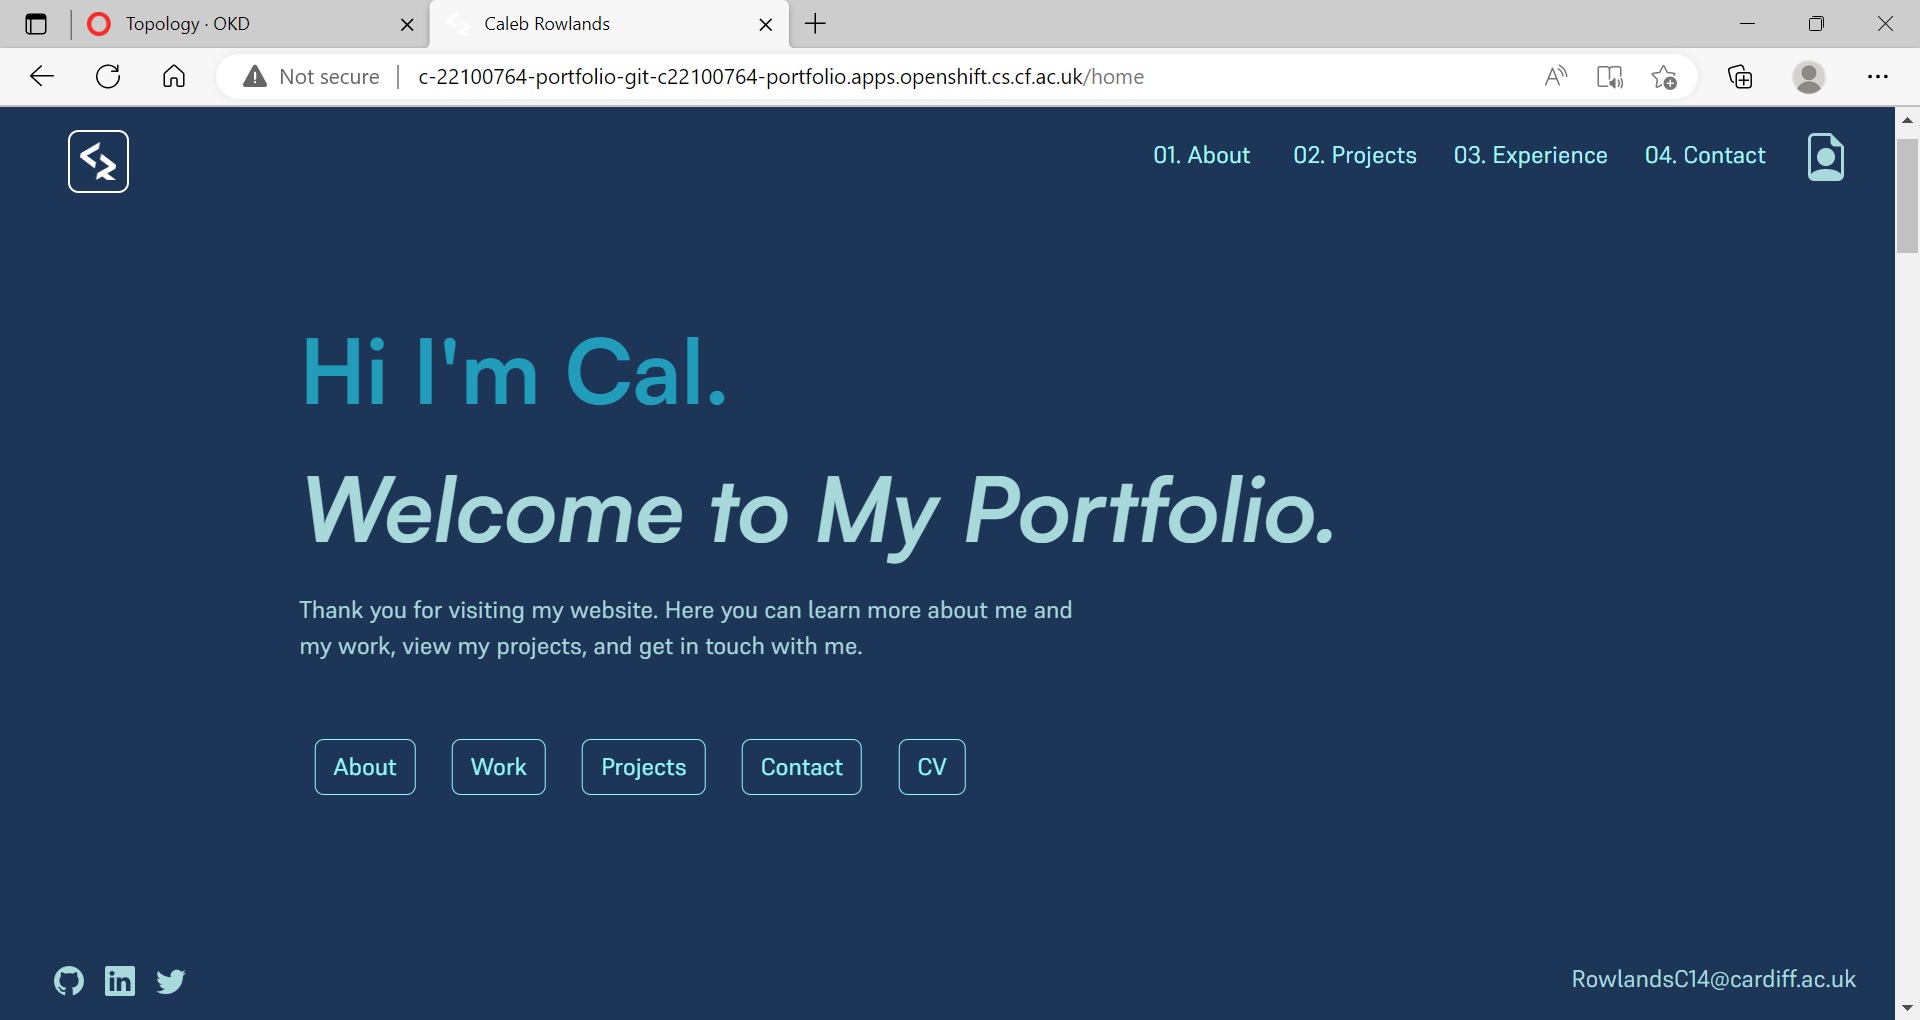 Topology · OKD
Caleb Rowlands
Not secure
c-22100764-portfolio-git-c22100764-portfolio.apps.openshift.cs.cf.ac.uk/home
01. About
02. Projects
03. Experience
04. Contact
Hi I'm Cal.
Welcome to My Portfolio.
Thank you for visiting my website. Here you can learn more about me and
my work, view my projects, and get in touch with me.
About
Work
Projects
Contact
CV
in
RowlandsC14@cardiff.ac.uk